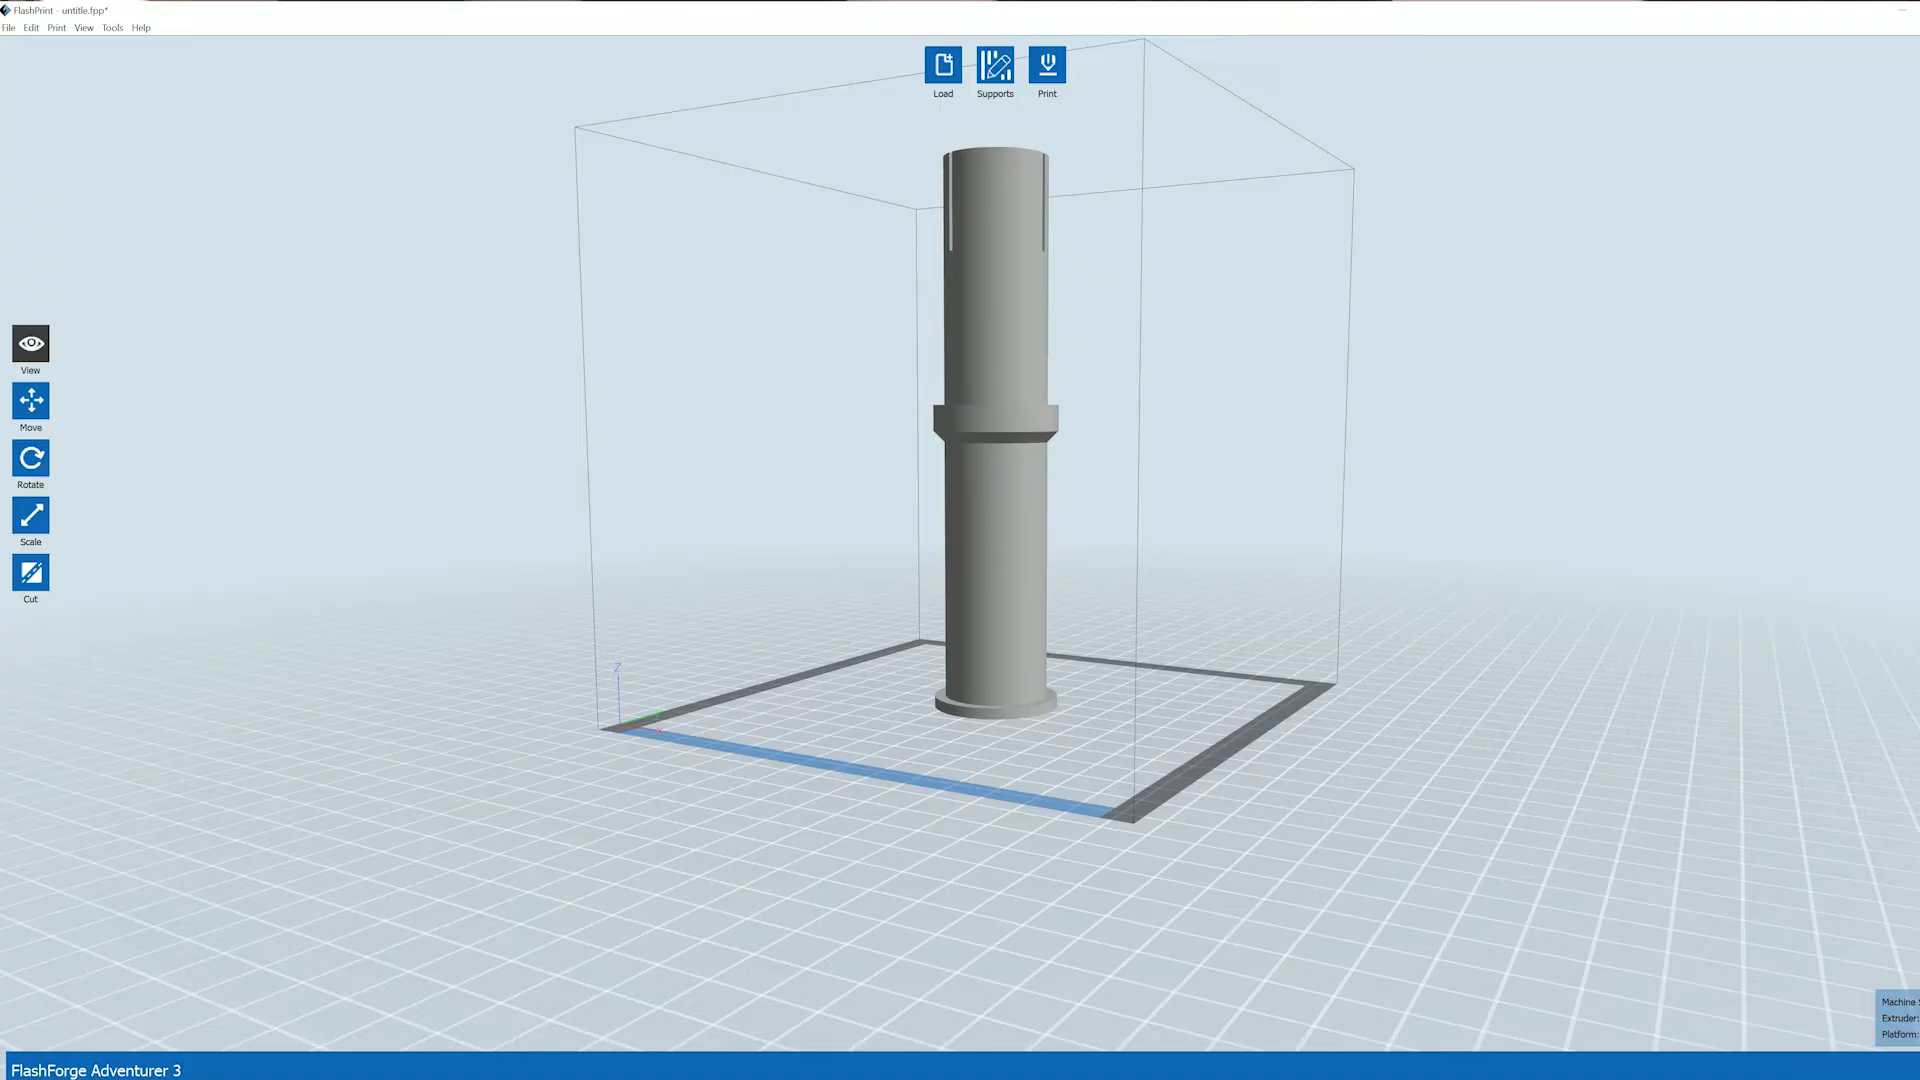 FlashPrint - untitle.fpp*
File Edit Print View Tools Help
Load Supports Print
View
Move
Rotate
Scale
Cut
Z
X
Machine
Extruder:
Platform:
FlashForge Adventurer 3